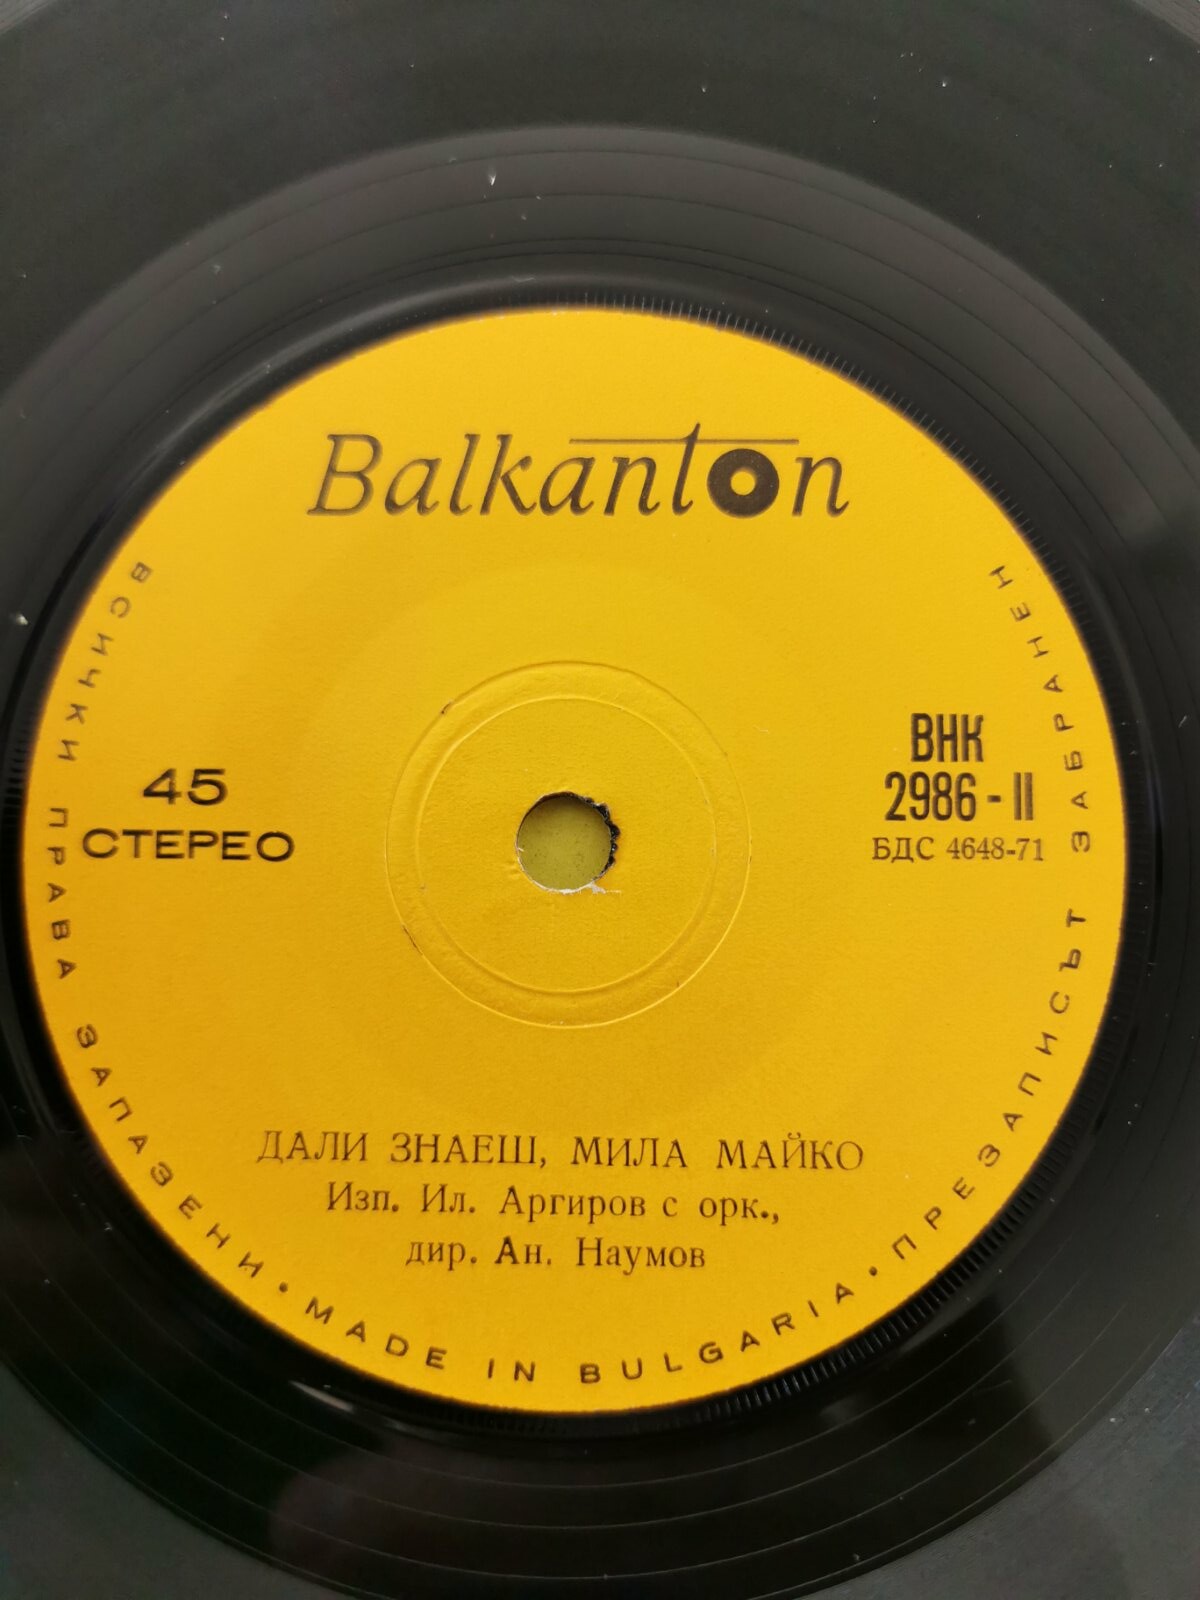 Balkanton
45
СТЕРЕО
ВНК
2986 - II
БДС 4648-71
ДАЛИ ЗНАЕШ, МИЛА МАЙКО
Изп. Ил. Аргиров с орк.,
дир. Ан. Наумов
ВСИЧКИ ПРАВА ЗАПАЗЕНИ • MADE IN BULGARIA • ПРЕЗАПИСЪТ ЗАБРАНЕН